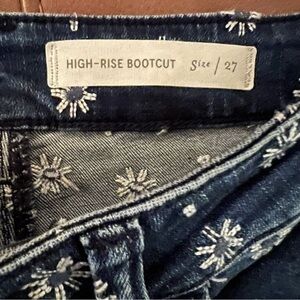 HIGH-RISE BOOTCUT Size / 27